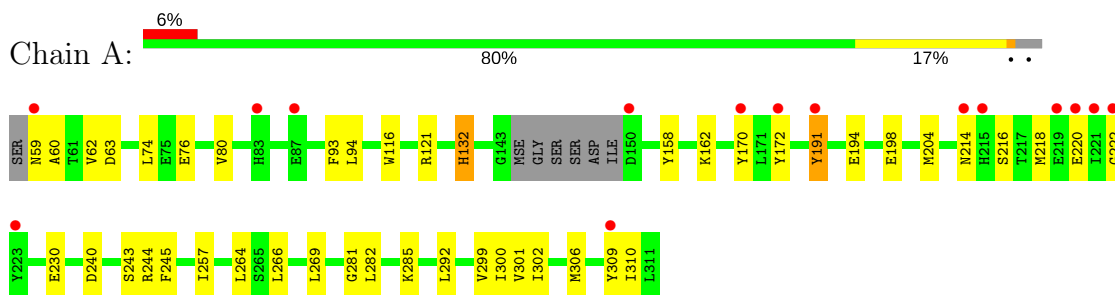 6%
Chain A:
80% 17% • •
SER N59 A60 T61 V62 D63 L74 E75 E76 V80 H83 E87 F93 L94 W116 R121 H132 G143 MSE GLY SER SER ASP ILE D150 Y158 K162 Y170 L171 Y172 Y191 E194 E198 M204 N214 H215 S216 T217 M218 E219 E220 I221
Y223 E230 D240 S243 R244 F245 I257 L264 S265 L266 L269 G281 L282 K285 L292 V299 I300 V301 I302 M306 Y309 I310 L311